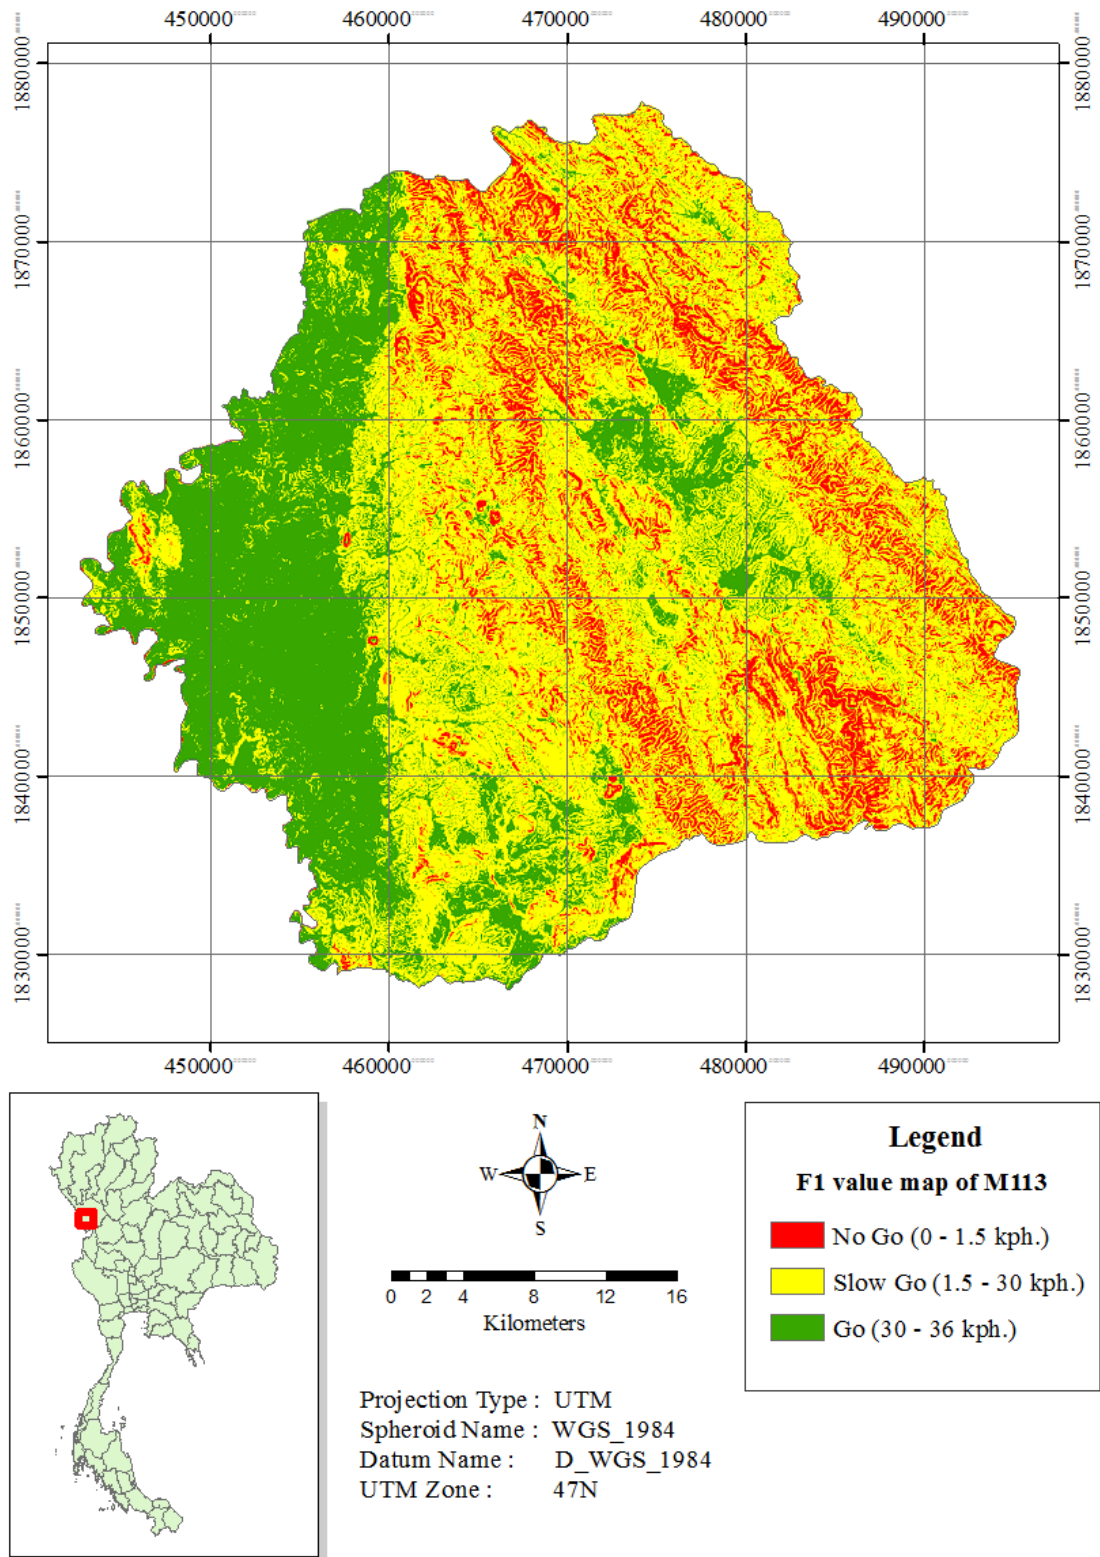 450000 460000 470000 480000 490000
1880000 1880000
1870000 1870000
1860000 1860000
1850000 1850000
1840000 1840000
1830000 1830000
450000 460000 470000 480000 490000
N
W E
S
0 2 4 8 12 16
Kilometers
Projection Type : UTM
Spheroid Name : WGS_1984
Datum Name : D_WGS_1984
UTM Zone : 47N
Legend
F1 value map of M113
No Go (0 - 1.5 kph.)
Slow Go (1.5 - 30 kph.)
Go (30 - 36 kph.)